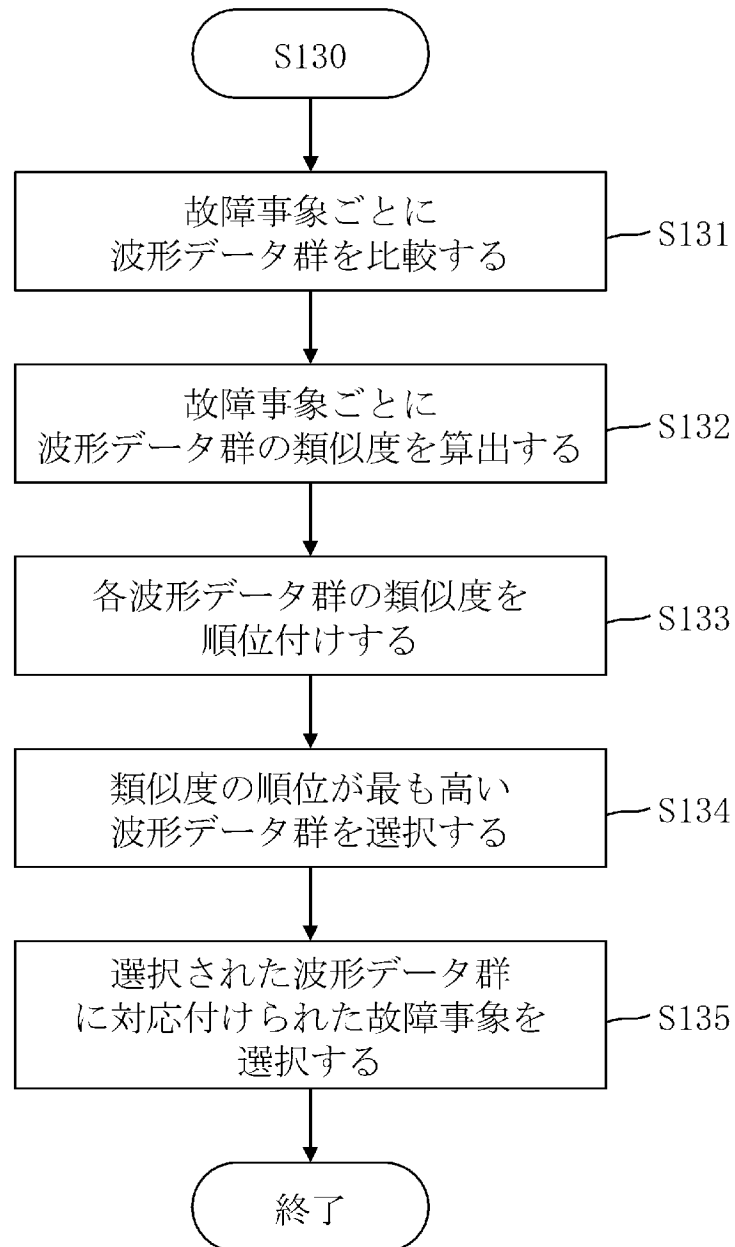 S130
故障事象ごとに
波形データ群を比較する
S131
故障事象ごとに
波形データ群の類似度を算出する
S132
各波形データ群の類似度を
順位付けする
S133
類似度の順位が最も高い
波形データ群を選択する
S134
選択された波形データ群
に対応付けられた故障事象を
選択する
S135
終了